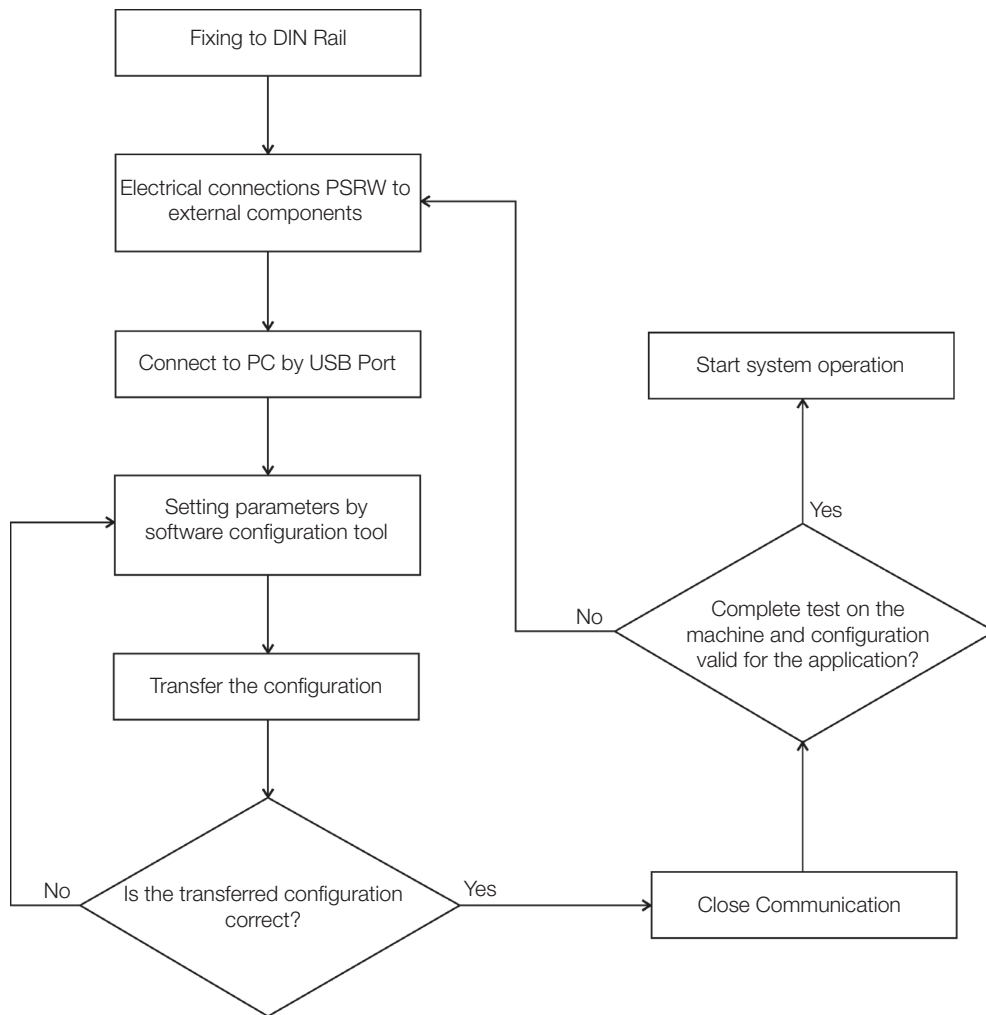 Fixing to DIN Rail
Electrical connections PSRW to
external components
Connect to PC by USB Port
Setting parameters by
software configuration tool
Transfer the configuration
Is the transferred configuration
correct?
No
Yes
Close Communication
Complete test on the
machine and configuration
valid for the application?
No
Yes
Start system operation